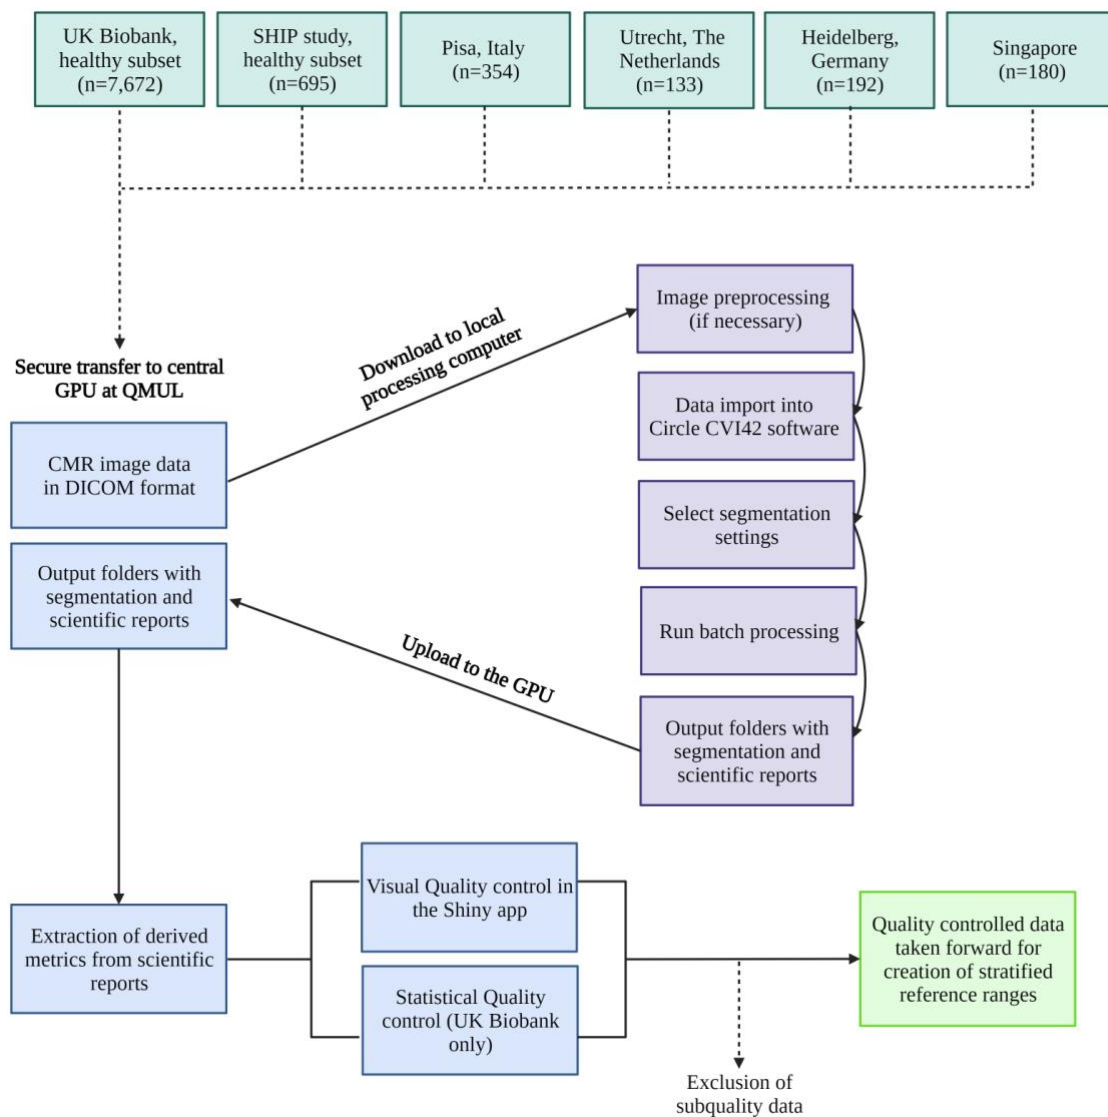 UK Biobank,
healthy subset
(n=7,672)
SHIP study,
healthy subset
(n=695)
Pisa, Italy
(n=354)
Utrecht, The
Netherlands
(n=133)
Heidelberg,
Germany
(n=192)
Singapore
(n=180)
Secure transfer to central
GPU at QMUL
CMR image data
in DICOM format
Download to local
processing computer
Image preprocessing
(if necessary)
Data import into
Circle CVI42 software
Select segmentation
settings
Run batch processing
Output folders with
segmentation and
scientific reports
Upload to the GPU
Output folders with
segmentation and
scientific reports
Extraction of derived
metrics from scientific
reports
Visual Quality control in
the Shiny app
Statistical Quality
control (UK Biobank
only)
Exclusion of
subquality data
Quality controlled data
taken forward for
creation of stratified
reference ranges